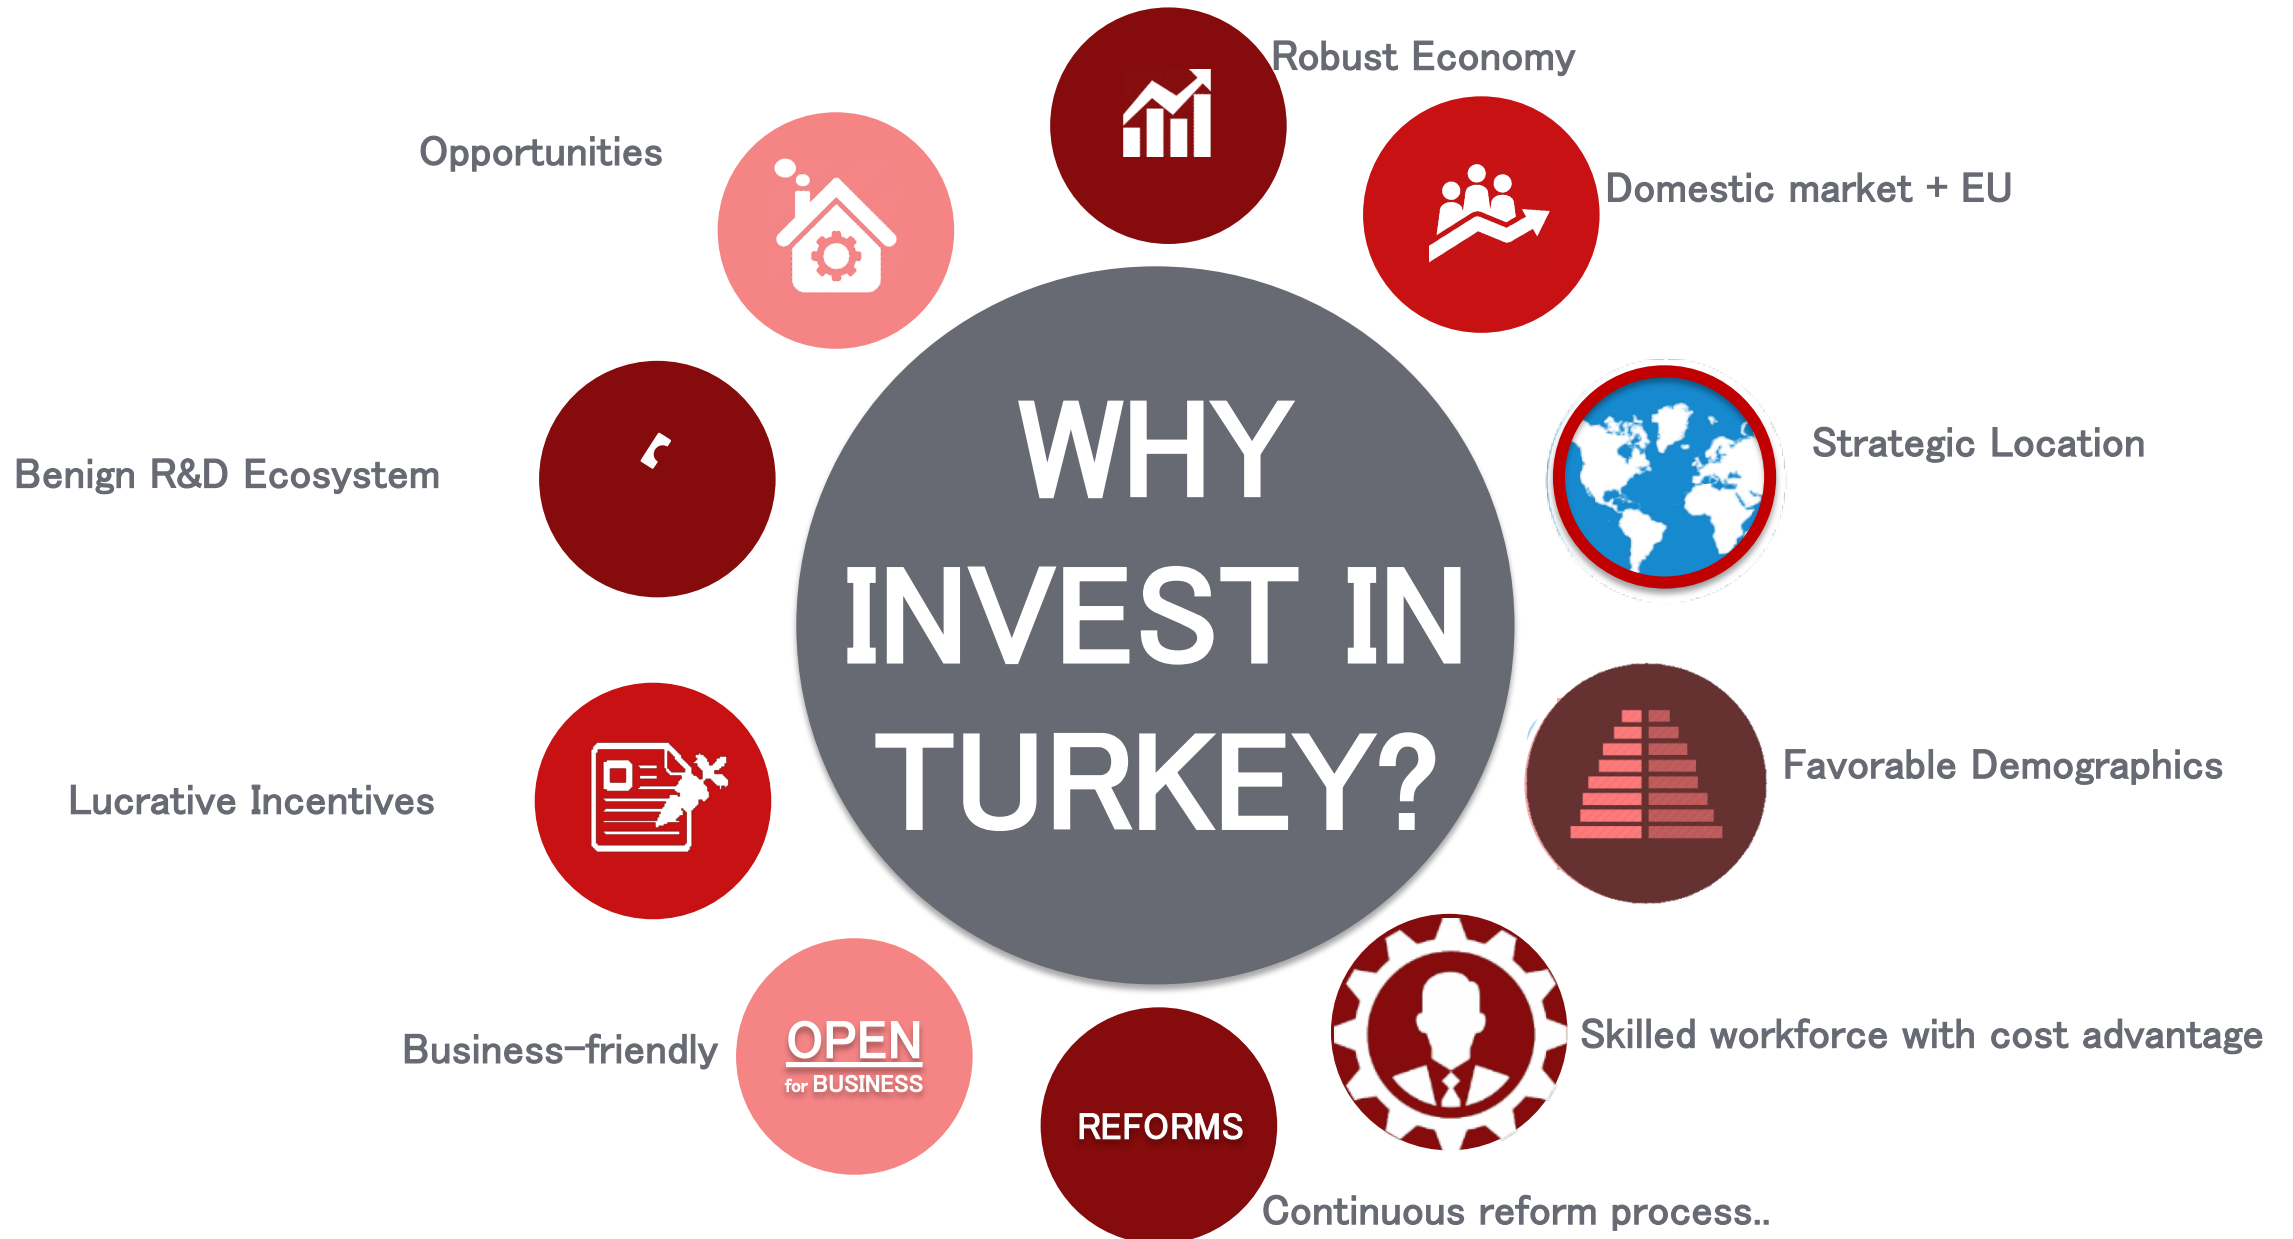 Robust Economy
Opportunities
Domestic market + EU
Strategic Location
Benign R&D Ecosystem
WHY
INVEST IN
TURKEY?
Favorable Demographics
Lucrative Incentives
Skilled workforce with cost advantage
Business-friendly
OPEN
for BUSINESS
REFORMS
Continuous reform process..